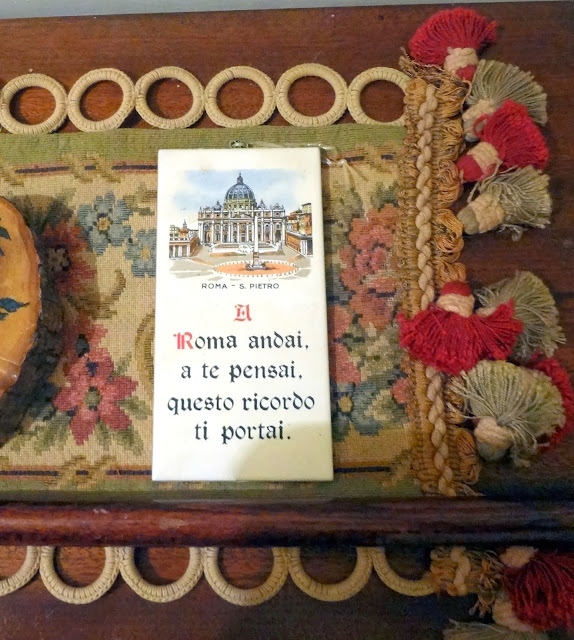 ROMA - S. PIETRO
A
Roma andai,
a te pensai,
questo ricordo
ti portai.